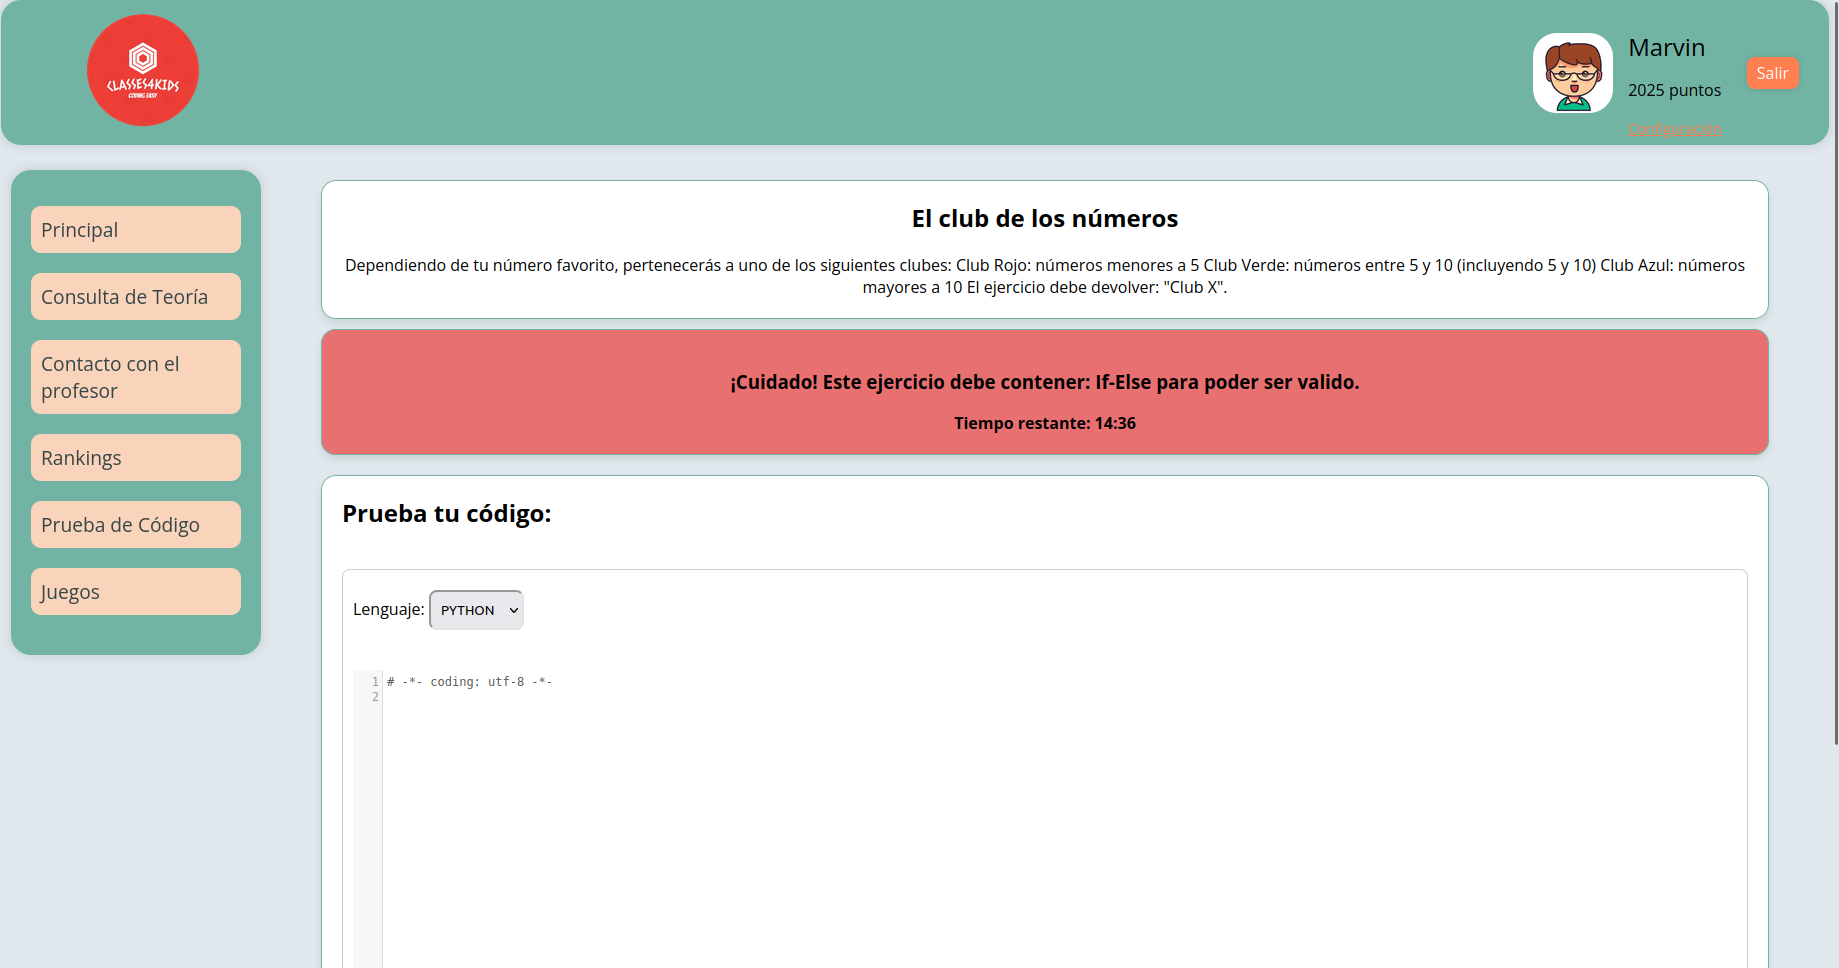 CLASSES4KIDS
CODING EASY
Marvin
2025 puntos
Configuración
Salir
Principal
Consulta de Teoría
Contacto con el
profesor
Rankings
Prueba de Código
Juegos
El club de los números
Dependiendo de tu número favorito, pertenecerás a uno de los siguientes clubes: Club Rojo: números menores a 5 Club Verde: números entre 5 y 10 (incluyendo 5 y 10) Club Azul: números
mayores a 10 El ejercicio debe devolver: "Club X".
¡Cuidado! Este ejercicio debe contener: If-Else para poder ser valido.
Tiempo restante: 14:36
Prueba tu código:
Lenguaje: PYTHON
1 # -*- coding: utf-8 -*-
2